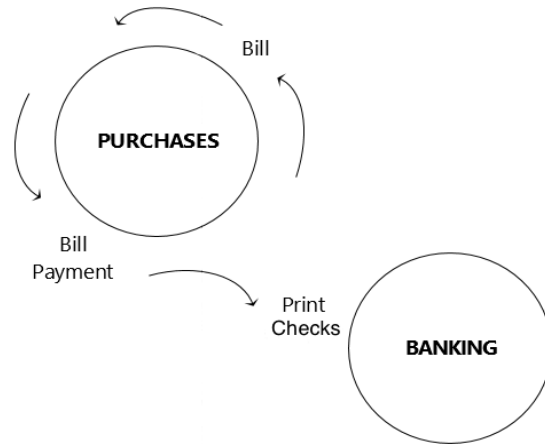 Bill
PURCHASES
Bill
Payment
Print
Checks
BANKING